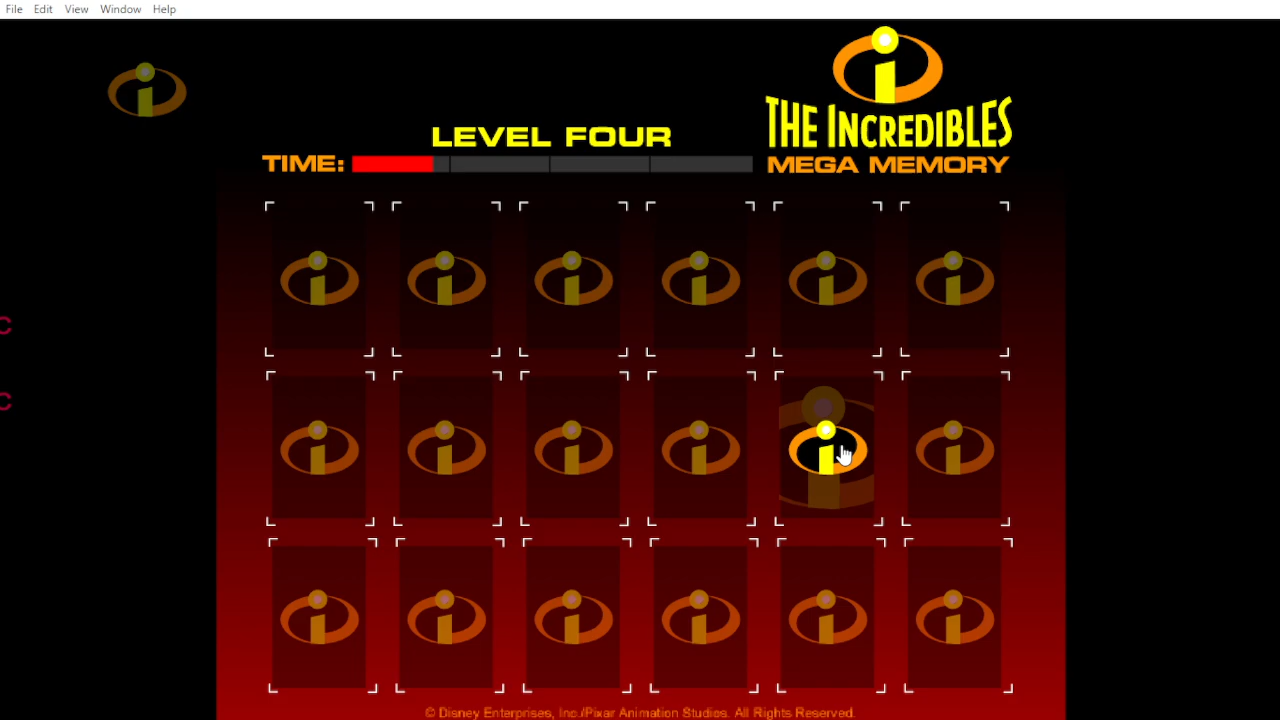 File Edit View Window Help
THE INCREDIBLES
LEVEL FOUR
TIME:
MEGA MEMORY
C
C
© Disney Enterprises, Inc./Pixar Animation Studios. All Rights Reserved.